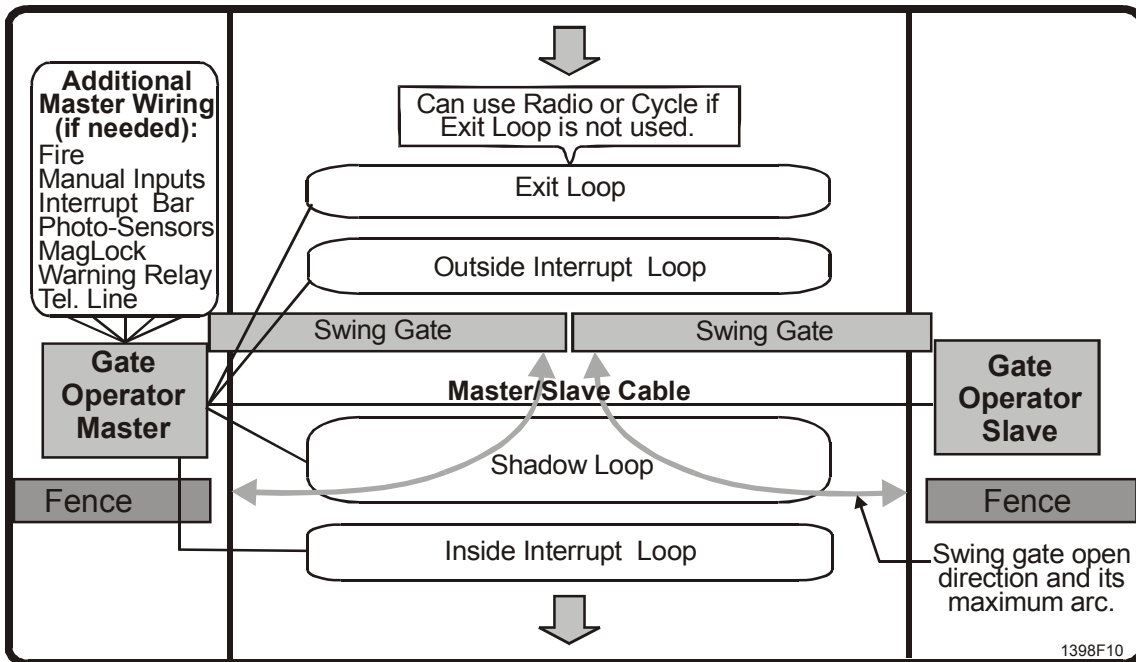 Additional
Master Wiring
(if needed):
Fire
Manual Inputs
Interrupt Bar
Photo-Sensors
MagLock
Warning Relay
Tel. Line
Can use Radio or Cycle if
Exit Loop is not used.
Exit Loop
Outside Interrupt Loop
Swing Gate
Swing Gate
Gate
Operator
Master
Master/Slave Cable
Gate
Operator
Slave
Shadow Loop
Fence
Fence
Inside Interrupt Loop
Swing gate open
direction and its
maximum arc.
1398F10